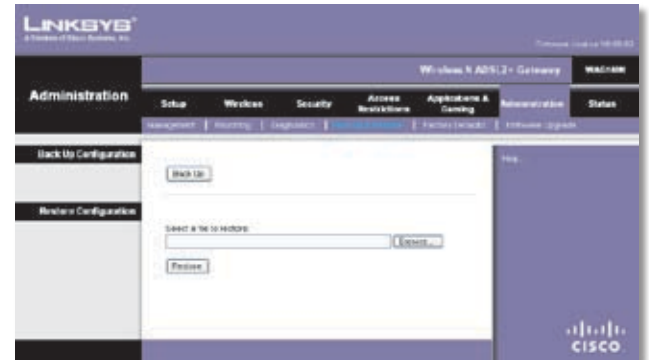 LINKSYS®
A Division of Cisco Systems, Inc.
Wireless-N ADSL2+ Gateway
Administration
Setup Wireless Security Access Restrictions Applications & Gaming Administration Status
Management | Reporting | Diagnostics | | Factory Defaults | Firmware Upgrade
Back Up Configuration
Help...
Back Up
Restore Configuration
Select a file to restore:
Browse...
Restore
CISCO